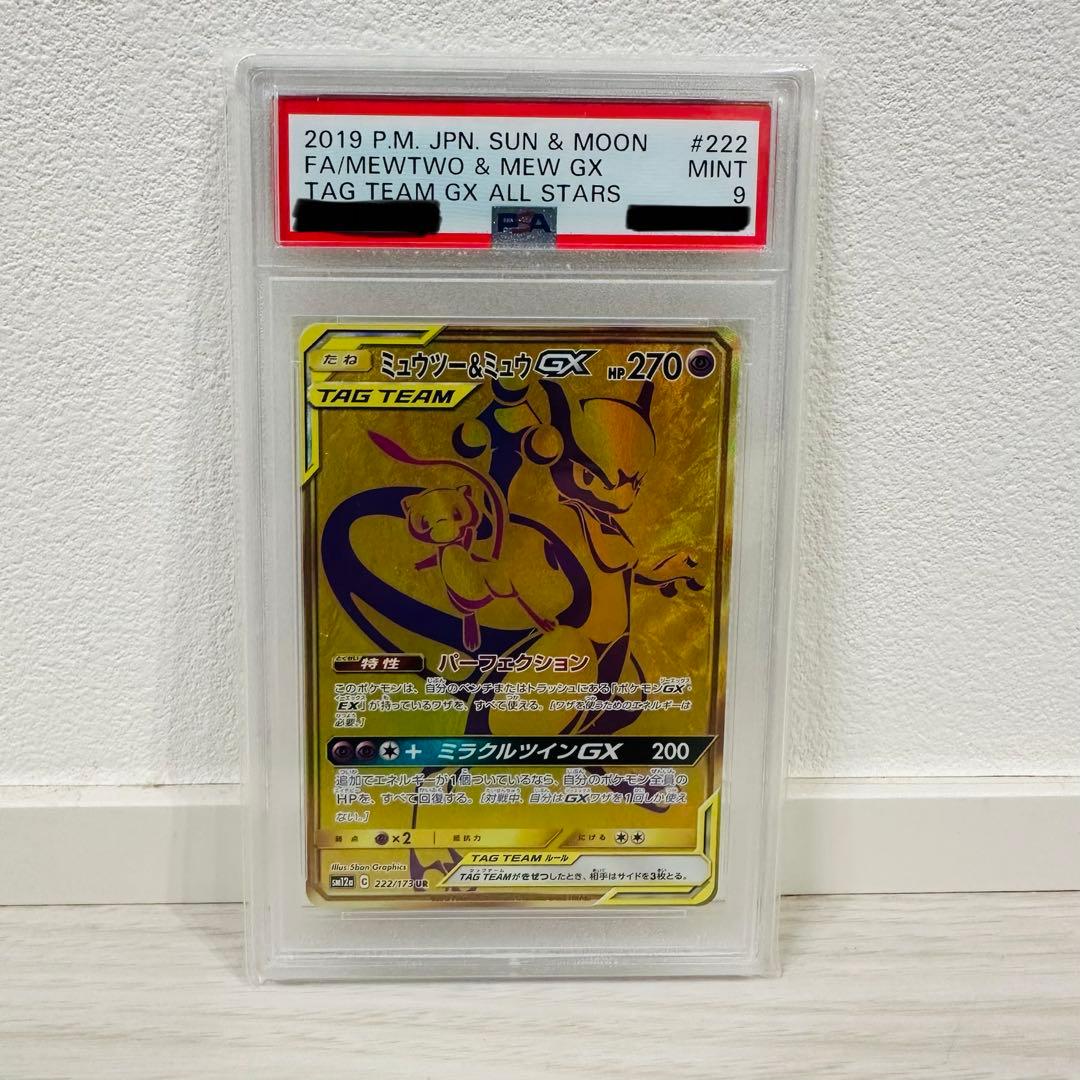 2019 P.M. JPN. SUN & MOON #222
FA/MEWTWO & MEW GX MINT
TAG TEAM GX ALL STARS 9
PSA
たね ミュウツー&ミュウGX HP270
TAG TEAM
とくせい
特性 パーフェクション
このポケモンは、自分のベンチまたはトラッシュにある「ポケモンGX・
EX」が持っているワザを、すべて使える。[ワザを使うためのエネルギーは
必要。]
+ ミラクルツインGX 200
追加でエネルギーが1個ついているなら、自分のポケモン全員の
HPを、すべて回復する。[対戦中、自分はGXワザを1回しか使え
ない。]
弱点 ×2 抵抗力 にげる
Illus. 5ban Graphics
TAG TEAM ルール
TAG TEAMがきぜつしたとき、相手はサイドを3枚とる。
SM12a C 222/173 UR